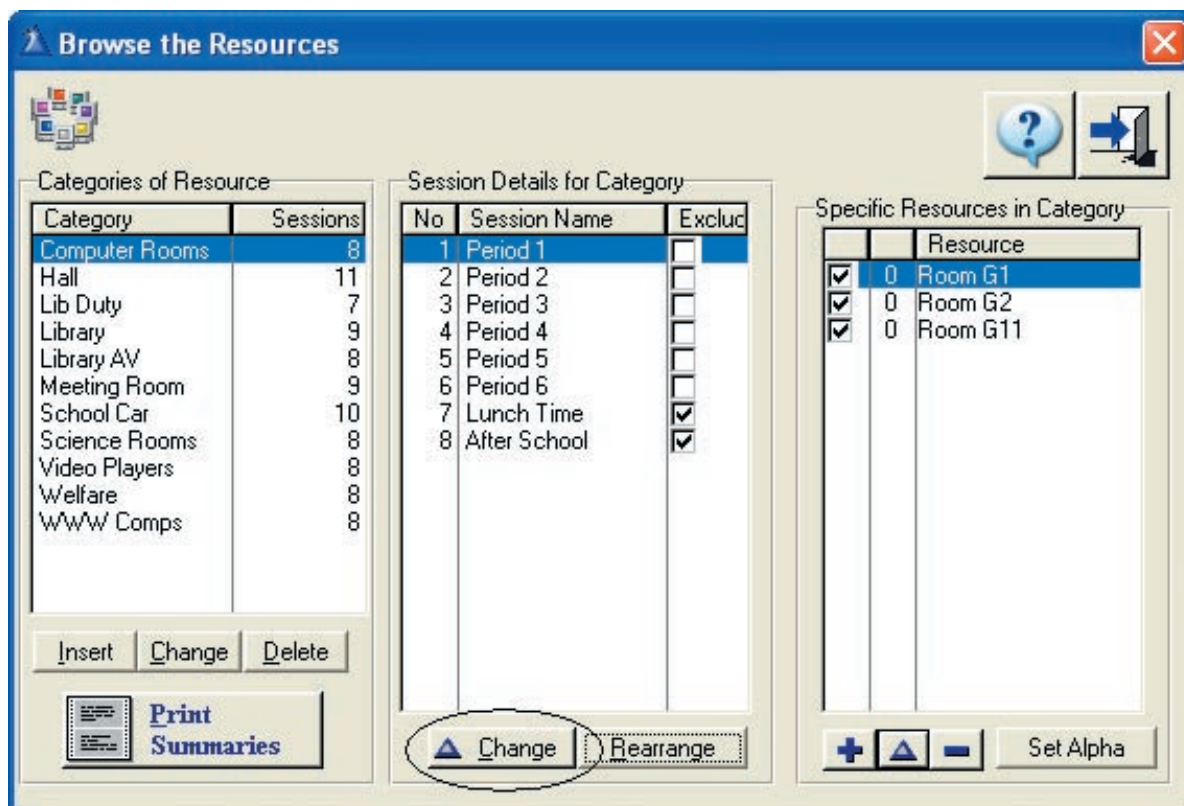 Browse the Resources
?
Categories of Resource
Category Sessions
Computer Rooms 8
Hall 11
Lib Duty 7
Library 9
Library AV 8
Meeting Room 9
School Car 10
Science Rooms 8
Video Players 8
Welfare 8
WWW Comps 8
Insert Change Delete
Print
Summaries
Session Details for Category
No Session Name Exclud
1 Period 1
2 Period 2
3 Period 3
4 Period 4
5 Period 5
6 Period 6
7 Lunch Time
8 After School
Change Rearrange
Specific Resources in Category
Resource
0 Room G1
0 Room G2
0 Room G11
Set Alpha